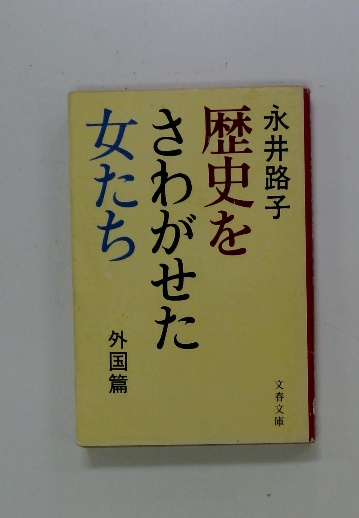 永井路子
歴史を
さわがせた
女たち
外国篇
文春文庫